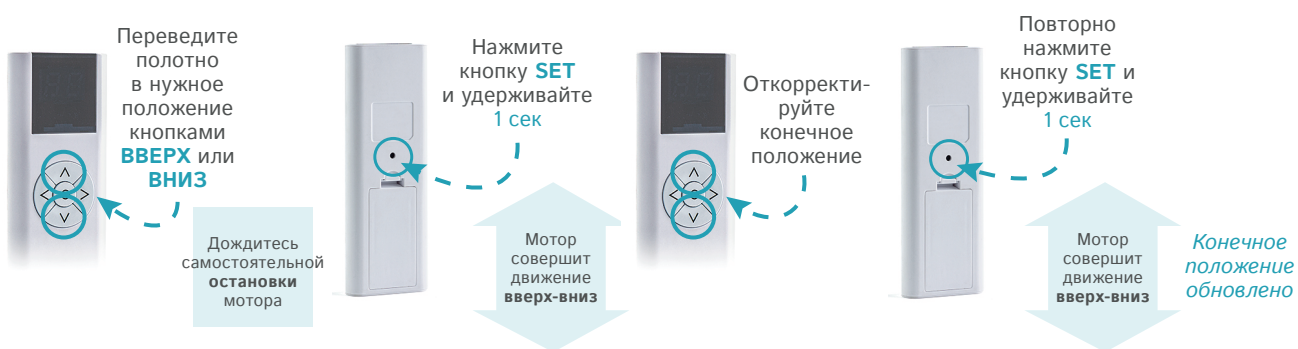 Переведите
полотно
в нужное
положение
кнопками
ВВЕРХ или
ВНИЗ
Дождитесь
самостоятельной
остановки
мотора
Нажмите
кнопку SET
и удерживайте
1 сек
Мотор
совершит
движение
вверх-вниз
Откорректи-
руйте
конечное
положение
Повторно
нажмите
кнопку SET и
удерживайте
1 сек
Мотор
совершит
движение
вверх-вниз
Конечное
положение
обновлено